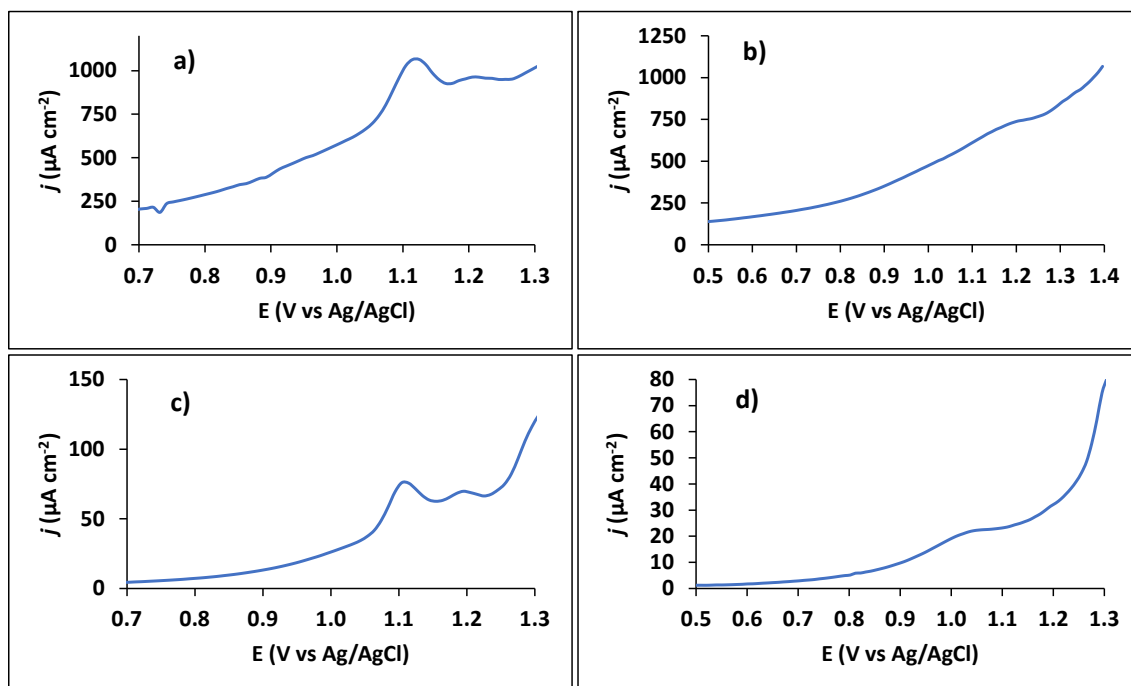 a)
1000
750
500
250
0
0.7 0.8 0.9 1.0 1.1 1.2 1.3
E (V vs Ag/AgCl)
j (µA cm-2)
b)
1250
1000
750
500
250
0
0.5 0.6 0.7 0.8 0.9 1.0 1.1 1.2 1.3 1.4
E (V vs Ag/AgCl)
j (µA cm-2)
c)
150
100
50
0
0.7 0.8 0.9 1.0 1.1 1.2 1.3
E (V vs Ag/AgCl)
j (µA cm-2)
d)
80
70
60
50
40
30
20
10
0
0.5 0.6 0.7 0.8 0.9 1.0 1.1 1.2 1.3
E (V vs Ag/AgCl)
j (µA cm-2)